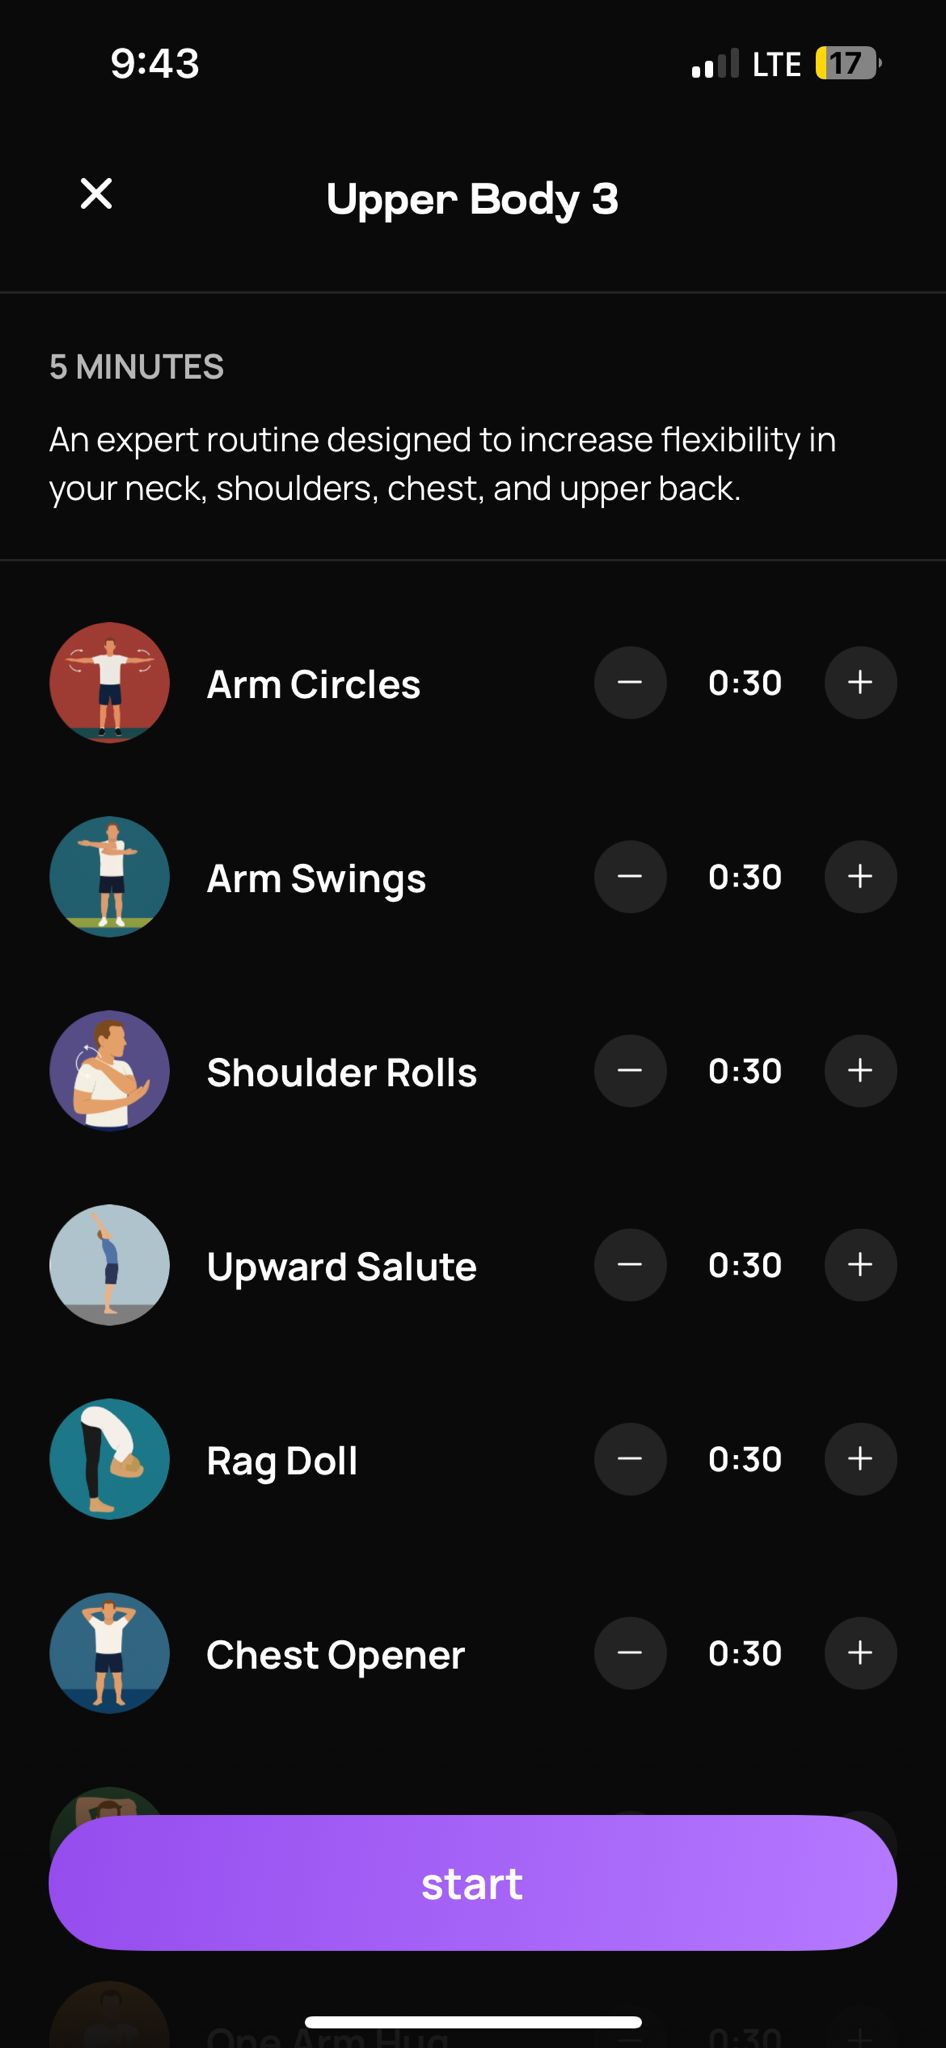 9:43
LTE
17
Upper Body 3
5 MINUTES
An expert routine designed to increase flexibility in
your neck, shoulders, chest, and upper back.
Arm Circles
0:30
Arm Swings
0:30
Shoulder Rolls
0:30
Upward Salute
0:30
Rag Doll
0:30
Chest Opener
0:30
start
One Arm Hug
0:30